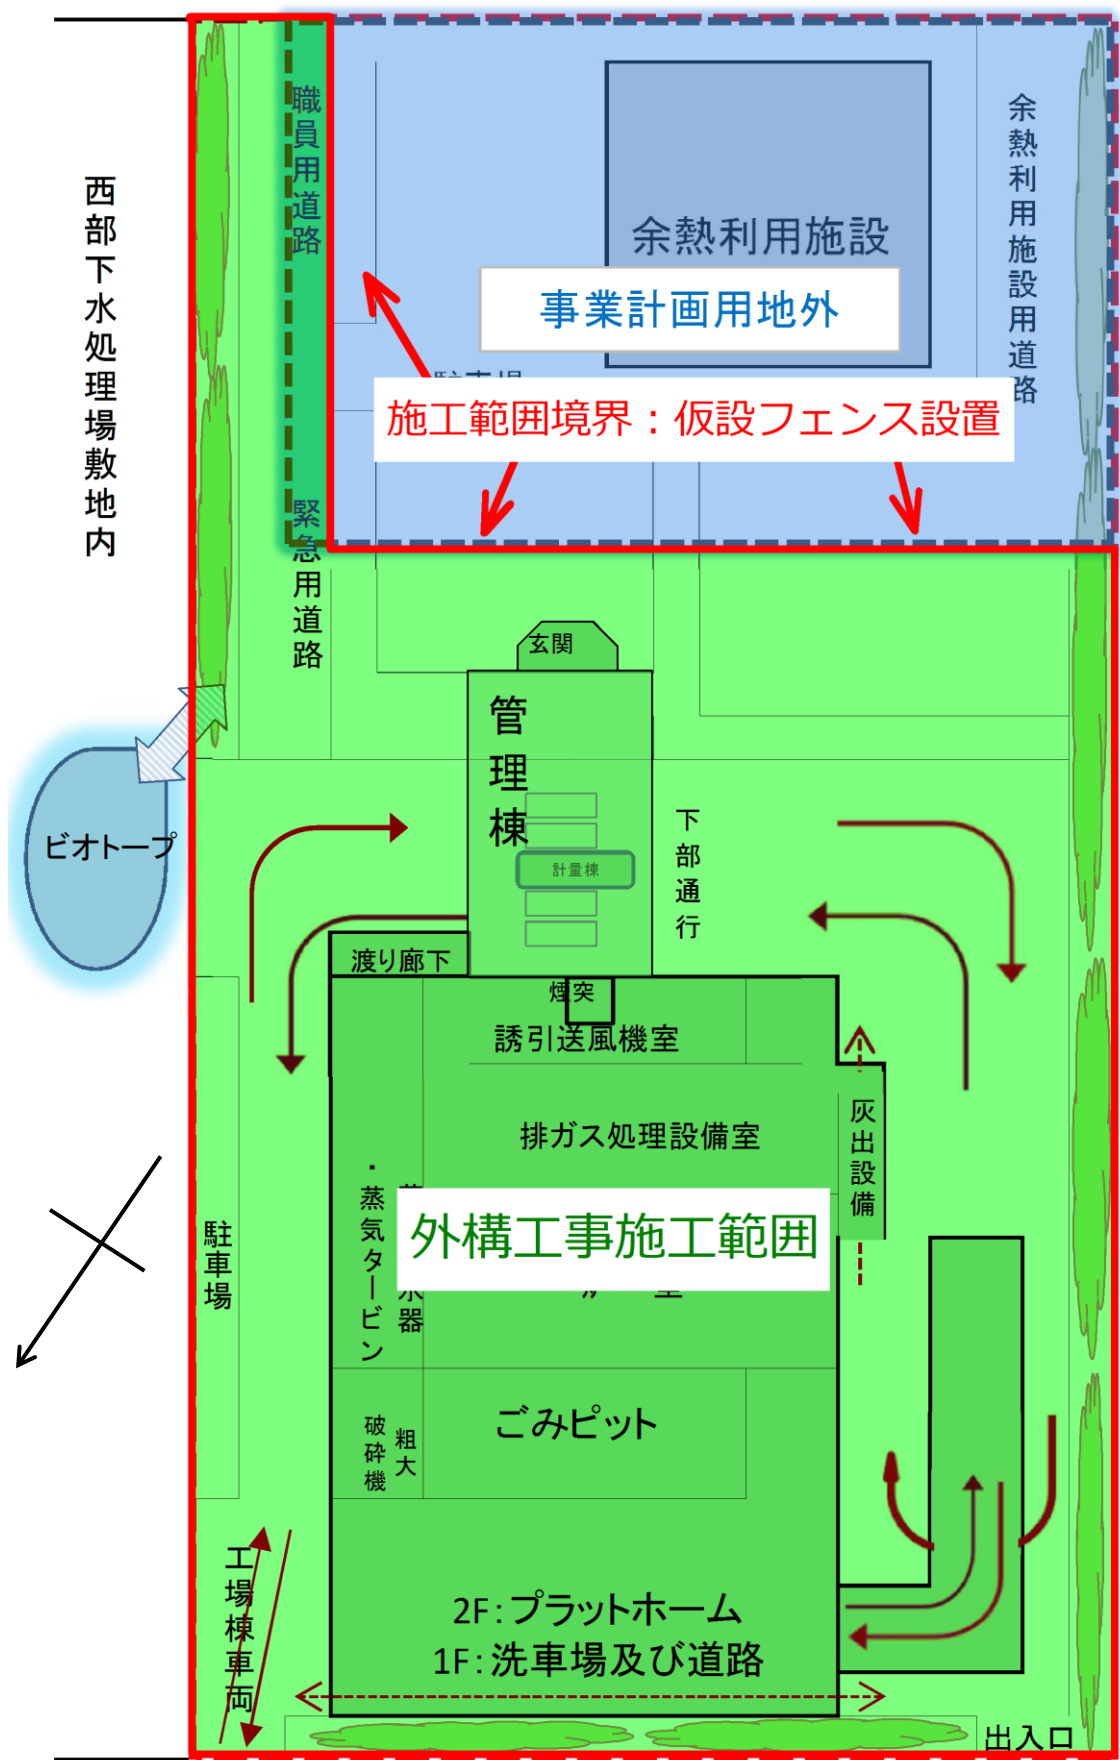 職員用道路
余熱利用施設用道路
西部下水処理場敷地内
余熱利用施設
事業計画用地外
施工範囲境界：仮設フェンス設置
緊急用道路
玄関
管理棟
ビオトープ
計量棟
下部通行
渡り廊下
煙突
誘引送風機室
排ガス処理設備室
灰出設備
・蒸気タービン
外構工事施工範囲
駐車場
ごみピット
粗大
破砕機
工場棟車両
2F：プラットホーム
1F：洗車場及び道路
出入口